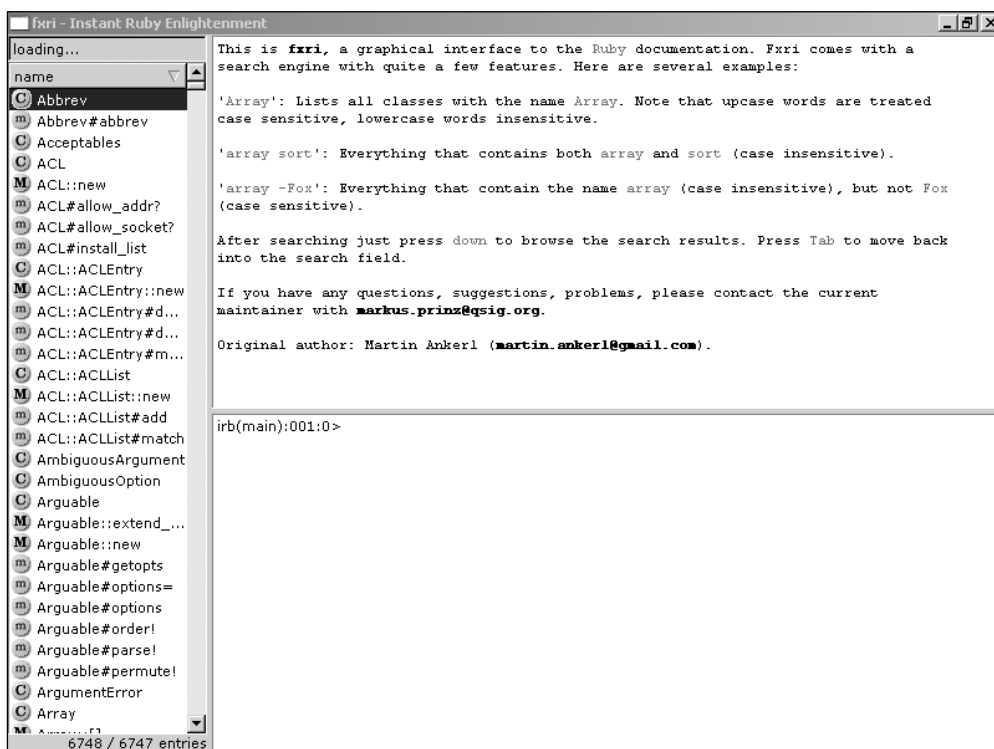 fxri - Instant Ruby Enlightenment
loading...
name
C Abbrev
m Abbrev#abbrev
C Acceptables
C ACL
M ACL::new
m ACL#allow_addr?
m ACL#allow_socket?
m ACL#install_list
C ACL::ACLEntry
M ACL::ACLEntry::new
m ACL::ACLEntry#d...
m ACL::ACLEntry#d...
m ACL::ACLEntry#m...
C ACL::ACLList
M ACL::ACLList::new
m ACL::ACLList#add
m ACL::ACLList#match
C AmbiguousArgument
C AmbiguousOption
C Arguable
M Arguable::extend_...
M Arguable::new
m Arguable#getopts
m Arguable#options=
m Arguable#options
m Arguable#order!
m Arguable#parse!
m Arguable#permute!
C ArgumentError
C Array
M Array::[]
6748 / 6747 entries
This is fxri, a graphical interface to the Ruby documentation. Fxri comes with a
search engine with quite a few features. Here are several examples:
'Array': Lists all classes with the name Array. Note that upcase words are treated
case sensitive, lowercase words insensitive.
'array sort': Everything that contains both array and sort (case insensitive).
'array -Fox': Everything that contain the name array (case insensitive), but not Fox
(case sensitive).
After searching just press down to browse the search results. Press Tab to move back
into the search field.
If you have any questions, suggestions, problems, please contact the current
maintainer with markus.prinz@qsig.org.
Original author: Martin Ankerl (martin.ankerl@gmail.com).
irb(main):001:0>